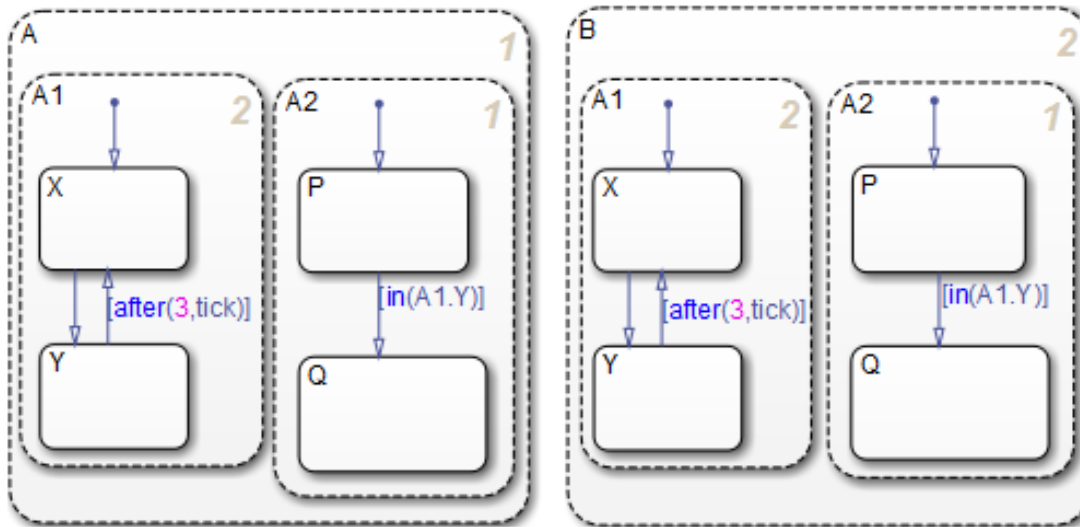 A
1
A1
2
X
[after(3,tick)]
Y
A2
1
P
[in(A1.Y)]
Q
B
2
A1
2
X
[after(3,tick)]
Y
A2
1
P
[in(A1.Y)]
Q